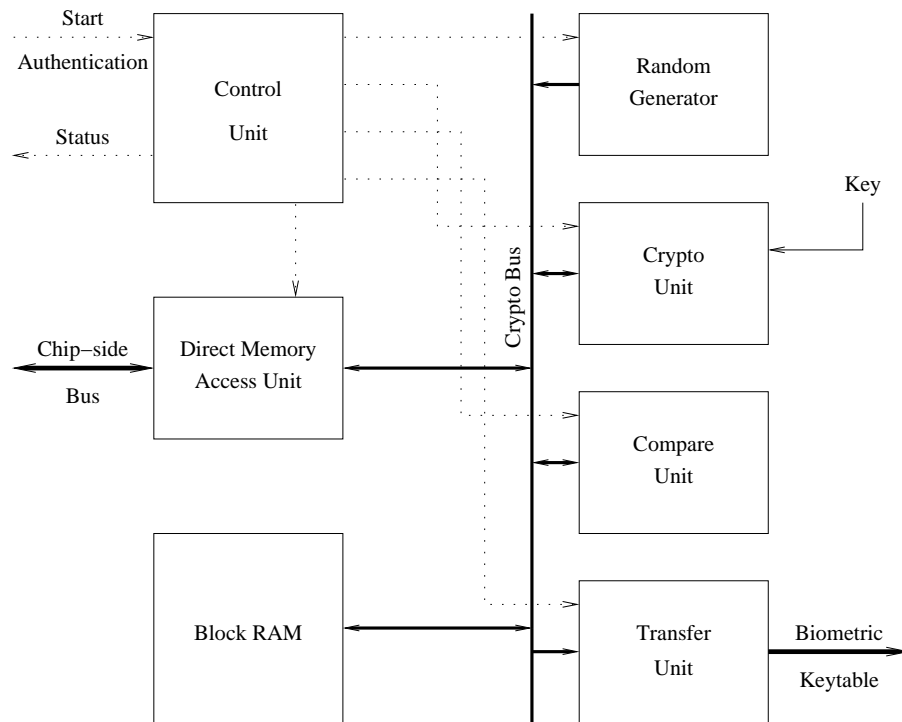 Start
Authentication
Status
Control
Unit
Random
Generator
Key
Crypto
Unit
Crypto Bus
Chip−side
Bus
Direct Memory
Access Unit
Compare
Unit
Block RAM
Transfer
Unit
Biometric
Keytable